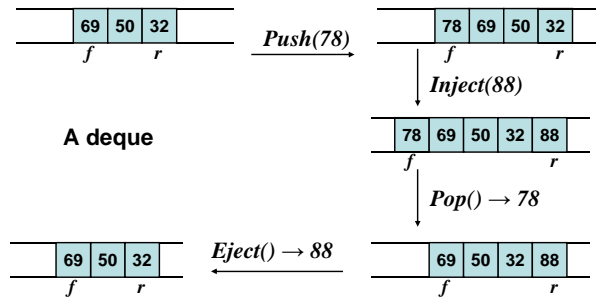 69 50 32
f r
Push(78)
78 69 50 32
f r
Inject(88)
A deque
78 69 50 32 88
f r
Pop() → 78
69 50 32
f r
Eject() → 88
69 50 32 88
f r